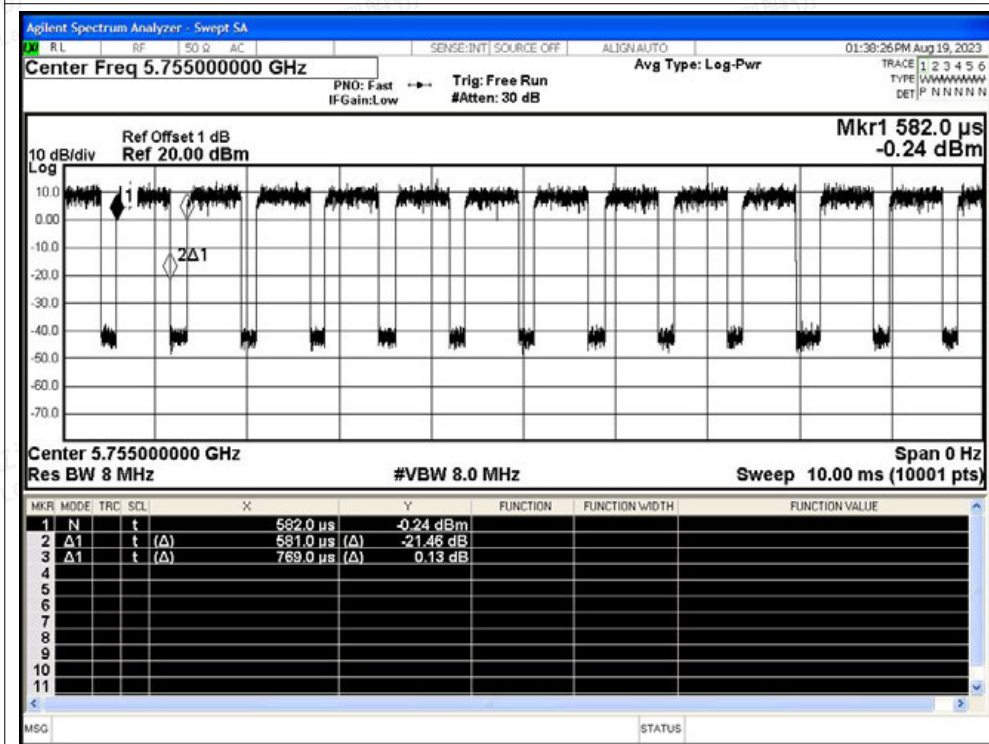 Agilent Spectrum Analyzer - Swept SA
RL RF 50 Ω AC SENSE:INT SOURCE OFF ALIGN AUTO 01:38:26 PM Aug 19, 2023
Center Freq 5.755000000 GHz
PNO: Fast
IFGain:Low
Trig: Free Run
#Atten: 30 dB
Avg Type: Log-Pwr
TRACE 1 2 3 4 5 6
TYPE WWWWWW
DET P N N N N N
Mkr1 582.0 µs
-0.24 dBm
Ref Offset 1 dB
10 dB/div Ref 20.00 dBm
Log
10.0
0.00
-10.0
-20.0
-30.0
-40.0
-50.0
-60.0
-70.0
1
2Δ1
Center 5.755000000 GHz Span 0 Hz
Res BW 8 MHz #VBW 8.0 MHz Sweep 10.00 ms (10001 pts)
MKR MODE TRC SCL X Y FUNCTION FUNCTION WIDTH FUNCTION VALUE
1 N t 582.0 µs -0.24 dBm
2 Δ1 t (Δ) 581.0 µs (Δ) -21.46 dB
3 Δ1 t (Δ) 769.0 µs (Δ) 0.13 dB
4
5
6
7
8
9
10
11
MSG STATUS